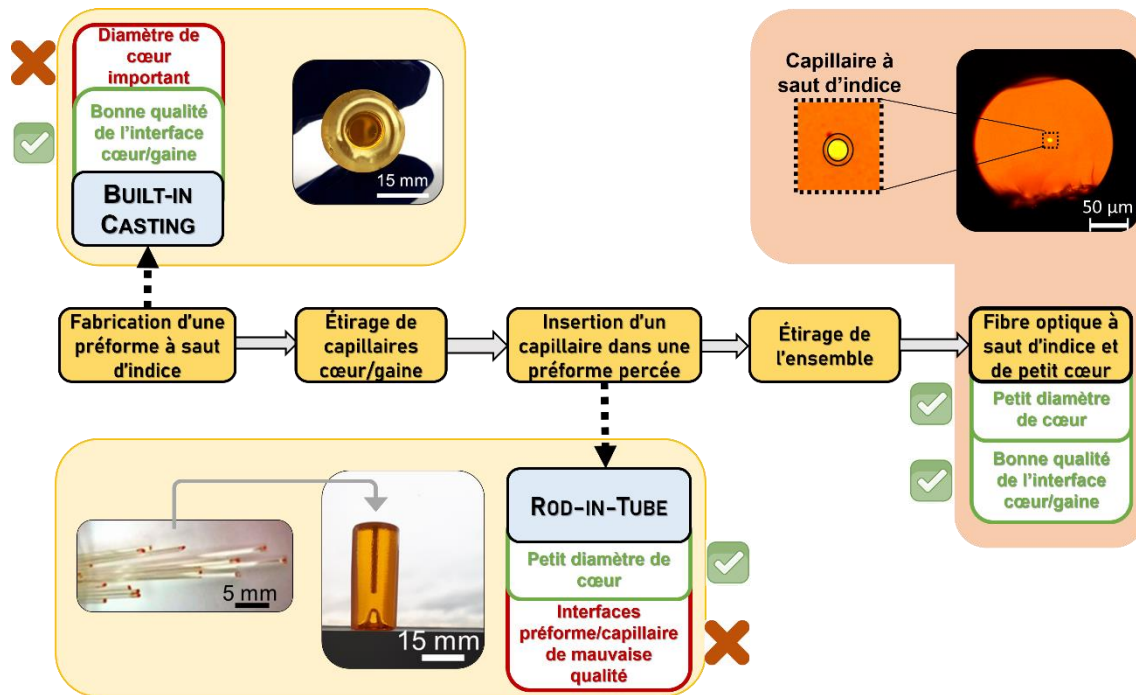 Diamètre de
cœur
important
Bonne qualité
de l'interface
cœur/gaine
BUILT-IN
CASTING
15 mm
Capillaire à
saut d'indice
50 µm
Fabrication d'une
préforme à saut
d'indice
Étirage de
capillaires
cœur/gaine
Insertion d'un
capillaire dans une
préforme percée
Étirage de
l'ensemble
Fibre optique à
saut d'indice et
de petit cœur
Petit diamètre
de cœur
Bonne qualité
de l'interface
cœur/gaine
5 mm
15 mm
ROD-IN-TUBE
Petit diamètre de
cœur
Interfaces
préforme/capillaire
de mauvaise
qualité